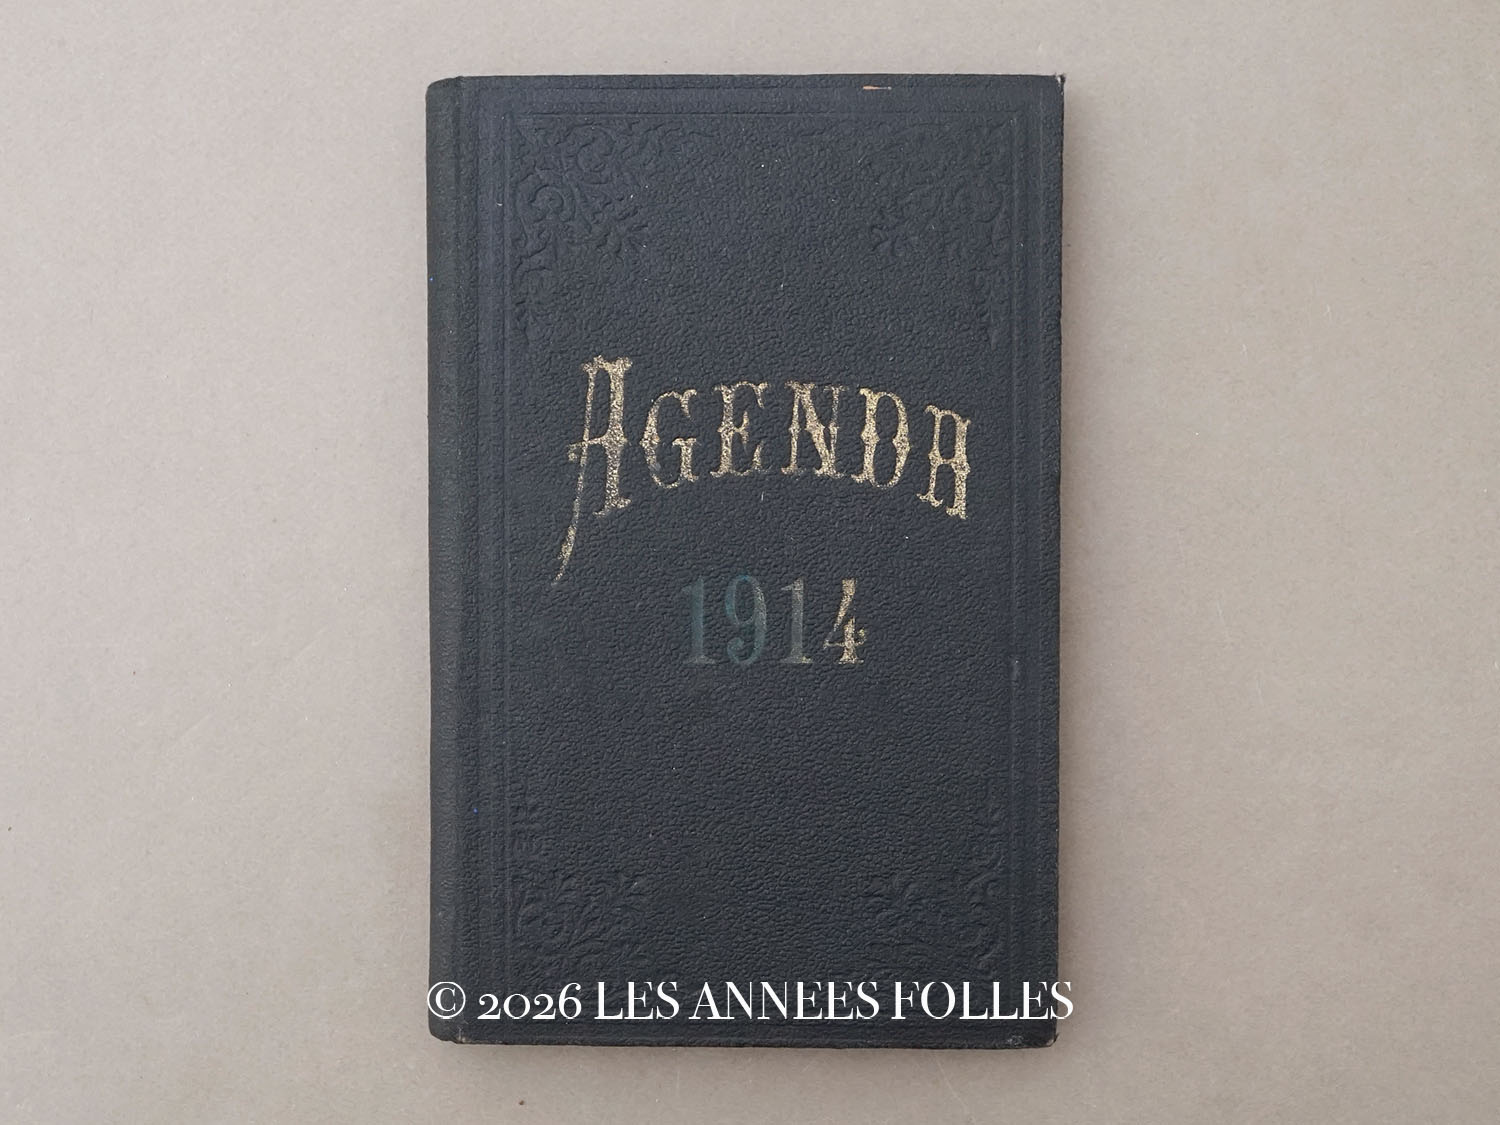 AGENDA
1914
© 2026 LES ANNEES FOLLES